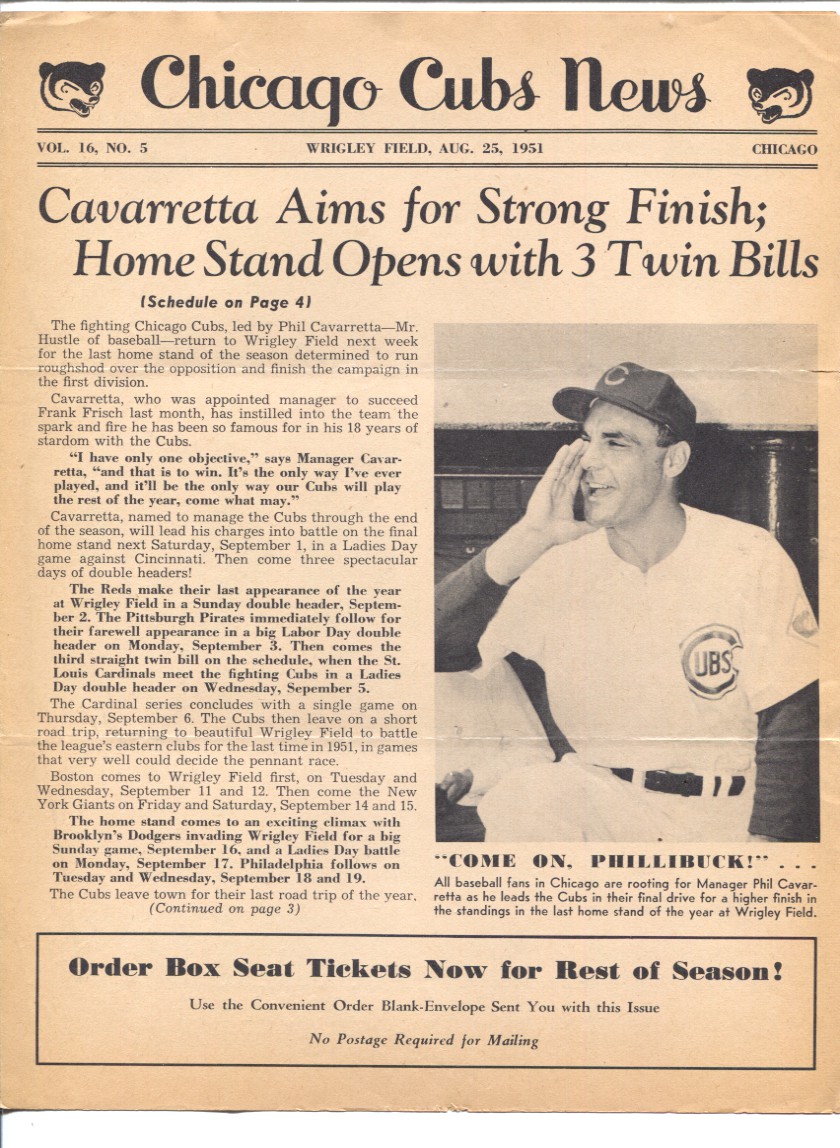 Chicago Cubs News
VOL. 16, NO. 5 WRIGLEY FIELD, AUG. 25, 1951 CHICAGO
Cavarretta Aims for Strong Finish;
Home Stand Opens with 3 Twin Bills
(Schedule on Page 4)
The fighting Chicago Cubs, led by Phil Cavarretta—Mr.
Hustle of baseball—return to Wrigley Field next week
for the last home stand of the season determined to run
roughshod over the opposition and finish the campaign in
the first division.
Cavarretta, who was appointed manager to succeed
Frank Frisch last month, has instilled into the team the
spark and fire he has been so famous for in his 18 years of
stardom with the Cubs.
"I have only one objective," says Manager Cavar-
retta, "and that is to win. It's the only way I've ever
played, and it'll be the only way our Cubs will play
the rest of the year, come what may."
Cavarretta, named to manage the Cubs through the end
of the season, will lead his charges into battle on the final
home stand next Saturday, September 1, in a Ladies Day
game against Cincinnati. Then come three spectacular
days of double headers!
The Reds make their last appearance of the year
at Wrigley Field in a Sunday double header, Septem-
ber 2. The Pittsburgh Pirates immediately follow for
their farewell appearance in a big Labor Day double
header on Monday, September 3. Then comes the
third straight twin bill on the schedule, when the St.
Louis Cardinals meet the fighting Cubs in a Ladies
Day double header on Wednesday, Sepember 5.
The Cardinal series concludes with a single game on
Thursday, September 6. The Cubs then leave on a short
road trip, returning to beautiful Wrigley Field to battle
the league's eastern clubs for the last time in 1951, in games
that very well could decide the pennant race.
Boston comes to Wrigley Field first, on Tuesday and
Wednesday, September 11 and 12. Then come the New
York Giants on Friday and Saturday, September 14 and 15.
The home stand comes to an exciting climax with
Brooklyn's Dodgers invading Wrigley Field for a big
Sunday game, September 16, and a Ladies Day battle
on Monday, September 17. Philadelphia follows on
Tuesday and Wednesday, September 18 and 19.
The Cubs leave town for their last road trip of the year.
(Continued on page 3)
C
CUBS
"COME ON, PHILLIBUCK!" . . .
All baseball fans in Chicago are rooting for Manager Phil Cavar-
retta as he leads the Cubs in their final drive for a higher finish in
the standings in the last home stand of the year at Wrigley Field.
Order Box Seat Tickets Now for Rest of Season!
Use the Convenient Order Blank-Envelope Sent You with this Issue
No Postage Required for Mailing